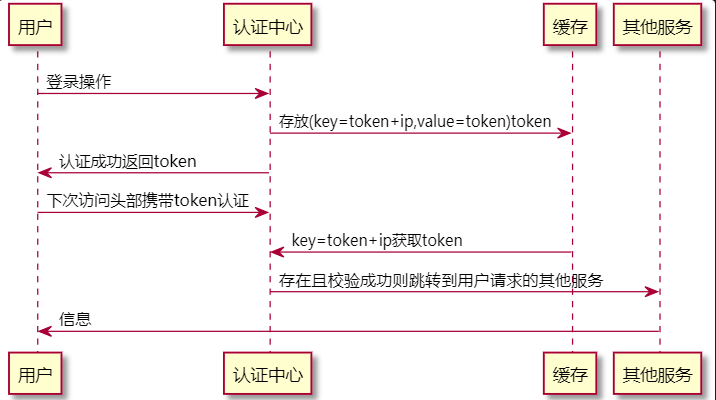 用户
认证中心
缓存
其他服务
登录操作
存放(key=token+ip,value=token)token
认证成功返回token
下次访问头部携带token认证
key=token+ip获取token
存在且校验成功则跳转到用户请求的其他服务
信息
用户
认证中心
缓存
其他服务